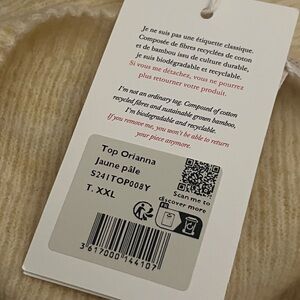 Je ne suis pas une étiquette classique.
Composée de fibres recyclées de coton
et de bambou issu de culture durable,
Je suis biodégradable et recyclable.
Si vous me détachez, vous ne pourrez
plus retourner votre produit.
I'm not an ordinary tag. Composed of cotton
recycled fibres and sustainable grown bamboo,
I'm biodegradable and recyclable.
If you remove me, you won't be able to return
your piece anymore.
Top Orianna
Jaune pâle
S241TOP008Y
T. XXL
Scan me to
discover more
3 617000 144107